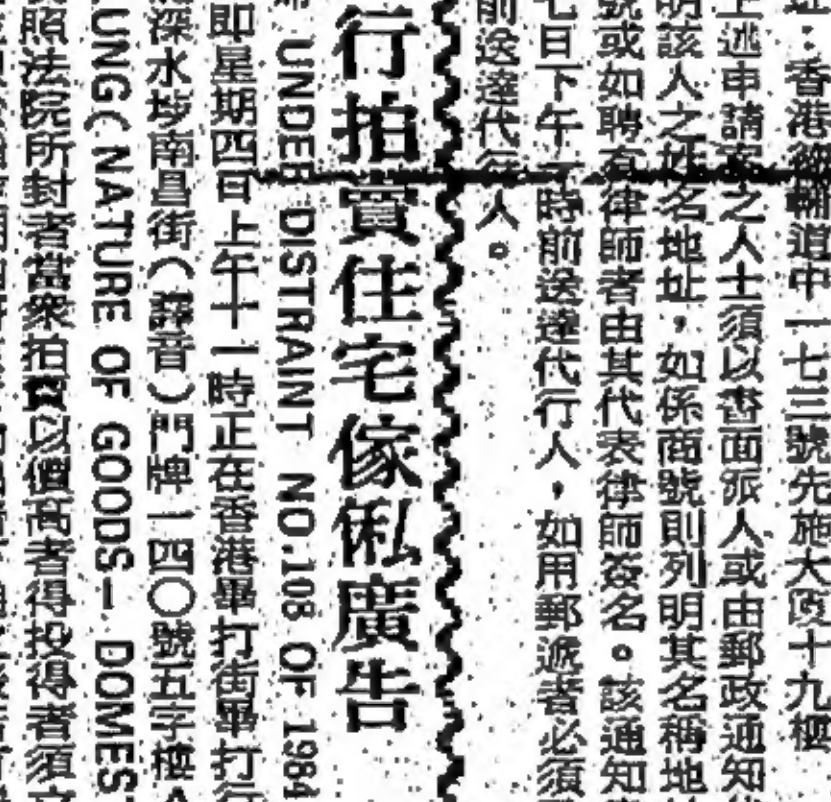 址：香港德輔道中一七三號先施大厦十九樓
上述申請案之人士須以書面派人或由郵政通知
明該人之姓名地址，如係商號則列明其名稱地
號或如聘有律師者由其代表律師簽名。該通知
七日下午 時前送達代行人，如用郵遞者必須
前送達代行人。
行拍賣住宅傢俬廣告
UNDER DISTRAINT NO.108 OF 1984
即星期四日上午十一時正在香港畢打街畢打行
深水埗南昌街（譯音）門牌一四〇號五字樓
UNG(NATURE OF GOODS— DOMEST
照法院所封者當衆拍賣以價高者得投得者須